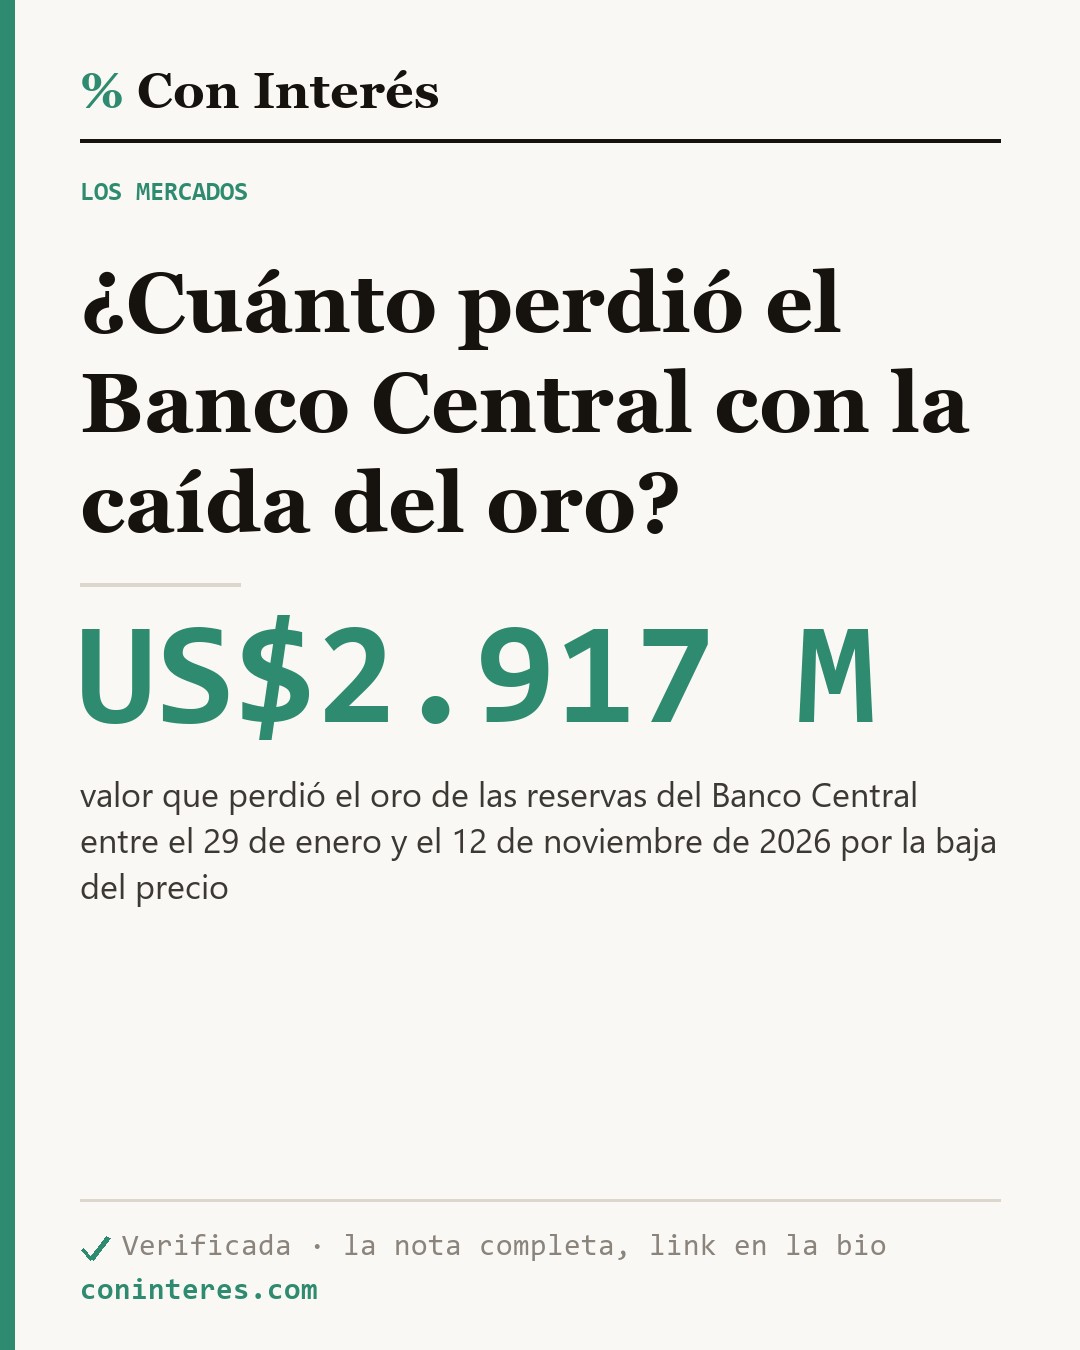 % Con Interés
LOS MERCADOS
¿Cuánto perdió el
Banco Central con la
caída del oro?
US$2.917 M
valor que perdió el oro de las reservas del Banco Central
entre el 29 de enero y el 12 de noviembre de 2026 por la baja
del precio
✓ Verificada · la nota completa, link en la bio
coninteres.com